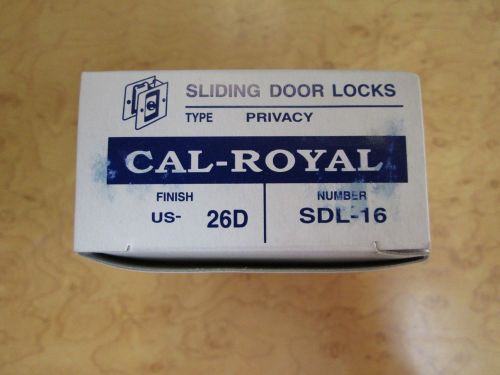 SLIDING DOOR LOCKS
TYPE PRIVACY
CAL-ROYAL
FINISH NUMBER
US- 26D SDL-16